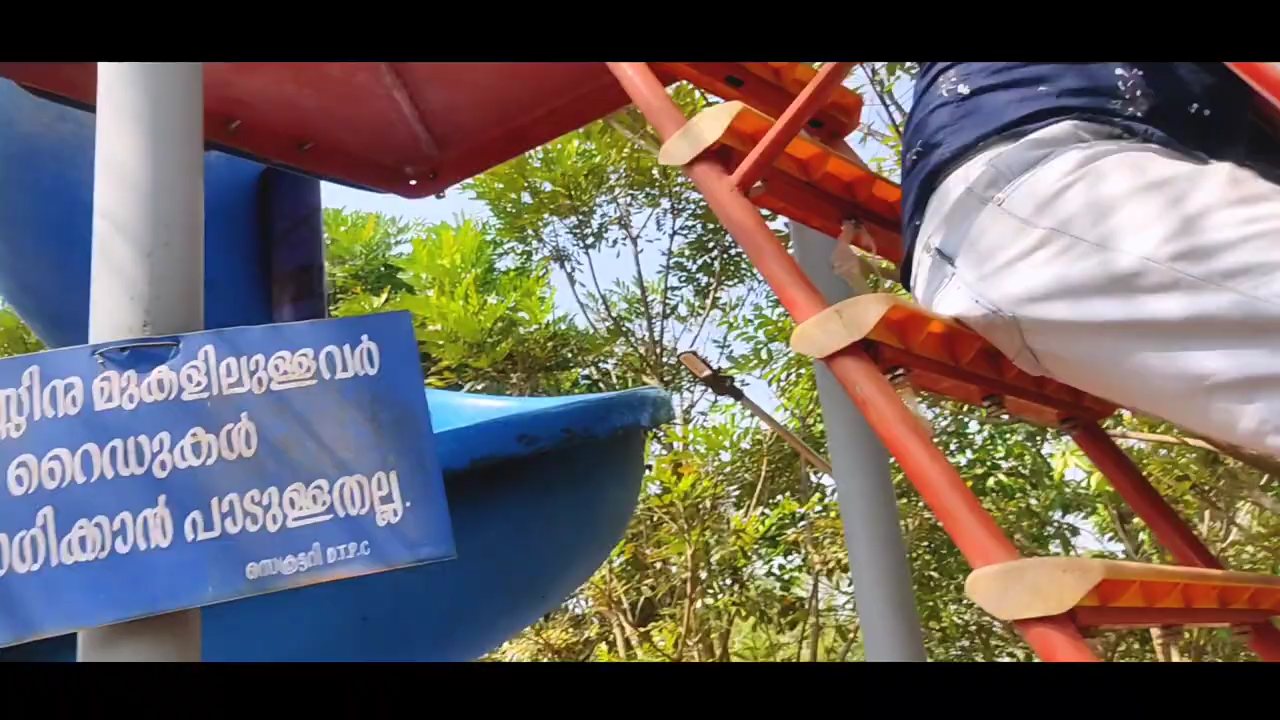 മുകളിലുള്ളവർ
റൈഡുകൾ
പാടുള്ളതല്ല.
സെക്രട്ടറി D.T.P.C